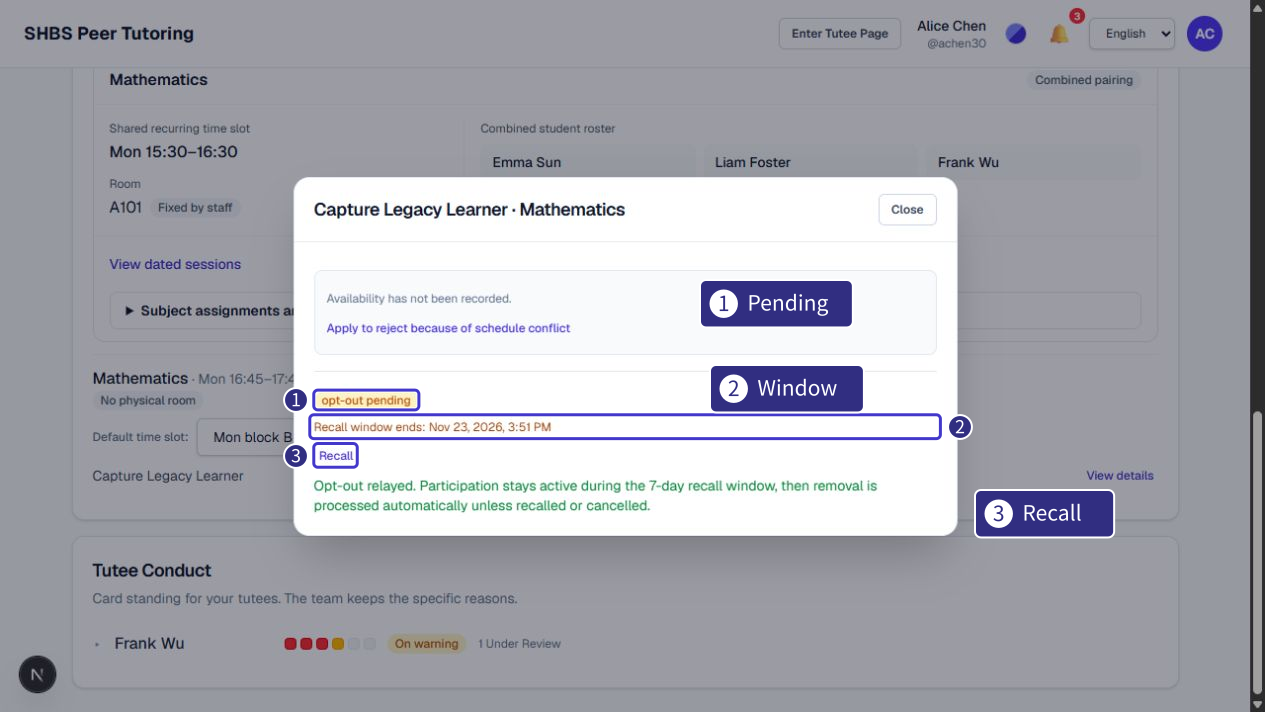 SHBS Peer Tutoring
Enter Tutee Page
Alice Chen
@achen30
3
English
AC
Mathematics
Combined pairing
Shared recurring time slot
Mon 15:30–16:30
Combined student roster
Emma Sun
Liam Foster
Frank Wu
Room
A101 Fixed by staff
View dated sessions
Subject assignments a
Mathematics · Mon 16:45–17:4
No physical room
Default time slot:
Mon block B
Capture Legacy Learner
View details
Capture Legacy Learner · Mathematics
Close
Availability has not been recorded.
Apply to reject because of schedule conflict
1 Pending
2 Window
1
opt-out pending
Recall window ends: Nov 23, 2026, 3:51 PM
2
3
Recall
Opt-out relayed. Participation stays active during the 7-day recall window, then removal is
processed automatically unless recalled or cancelled.
3 Recall
Tutee Conduct
Card standing for your tutees. The team keeps the specific reasons.
Frank Wu
On warning
1 Under Review
N